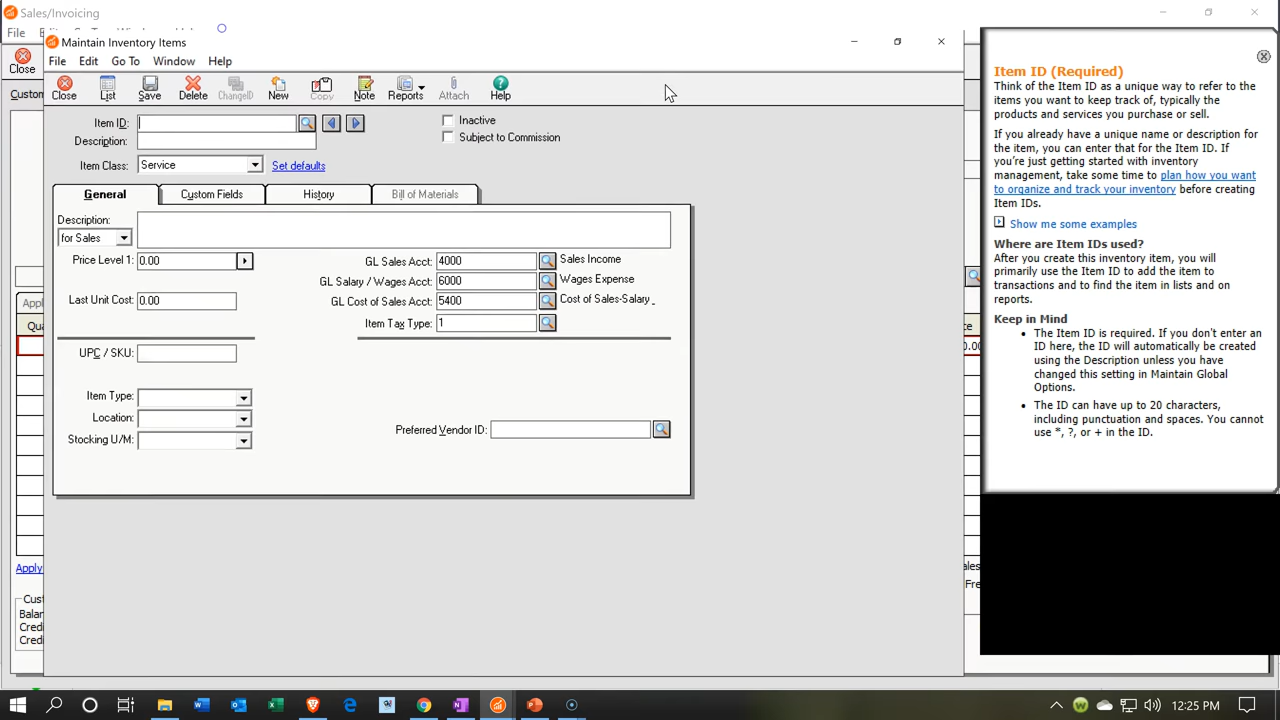 Sales/Invoicing
File
Maintain Inventory Items
File Edit Go To Window Help
Close
Close List Save Delete ChangeID New Copy Note Reports Attach Help
Custom
Item ID:
Inactive
Description:
Subject to Commission
Item Class: Service Set defaults
General Custom Fields History Bill of Materials
Description:
for Sales
Price Level 1: 0.00
GL Sales Acct: 4000 Sales Income
GL Salary / Wages Acct: 6000 Wages Expense
Last Unit Cost: 0.00
GL Cost of Sales Acct: 5400 Cost of Sales-Salary
Item Tax Type: 1
Appl
Qua
UPC / SKU:
Item Type:
Location:
Stocking U/M:
Preferred Vendor ID:
Apply
Cust
Balan
Credi
Credi
0.00
Item ID (Required)
Think of the Item ID as a unique way to refer to the
items you want to keep track of, typically the
products and services you purchase or sell.
If you already have a unique name or description for
the item, you can enter that for the Item ID. If
you're just getting started with inventory
management, take some time to plan how you want
to organize and track your inventory before creating
Item IDs.
Show me some examples
Where are Item IDs used?
After you create this inventory item, you will
primarily use the Item ID to add the item to
transactions and to find the item in lists and on
reports.
Keep in Mind
The Item ID is required. If you don't enter an
ID here, the ID will automatically be created
using the Description unless you have
changed this setting in Maintain Global
Options.
The ID can have up to 20 characters,
including punctuation and spaces. You cannot
use *, ?, or + in the ID.
12:25 PM